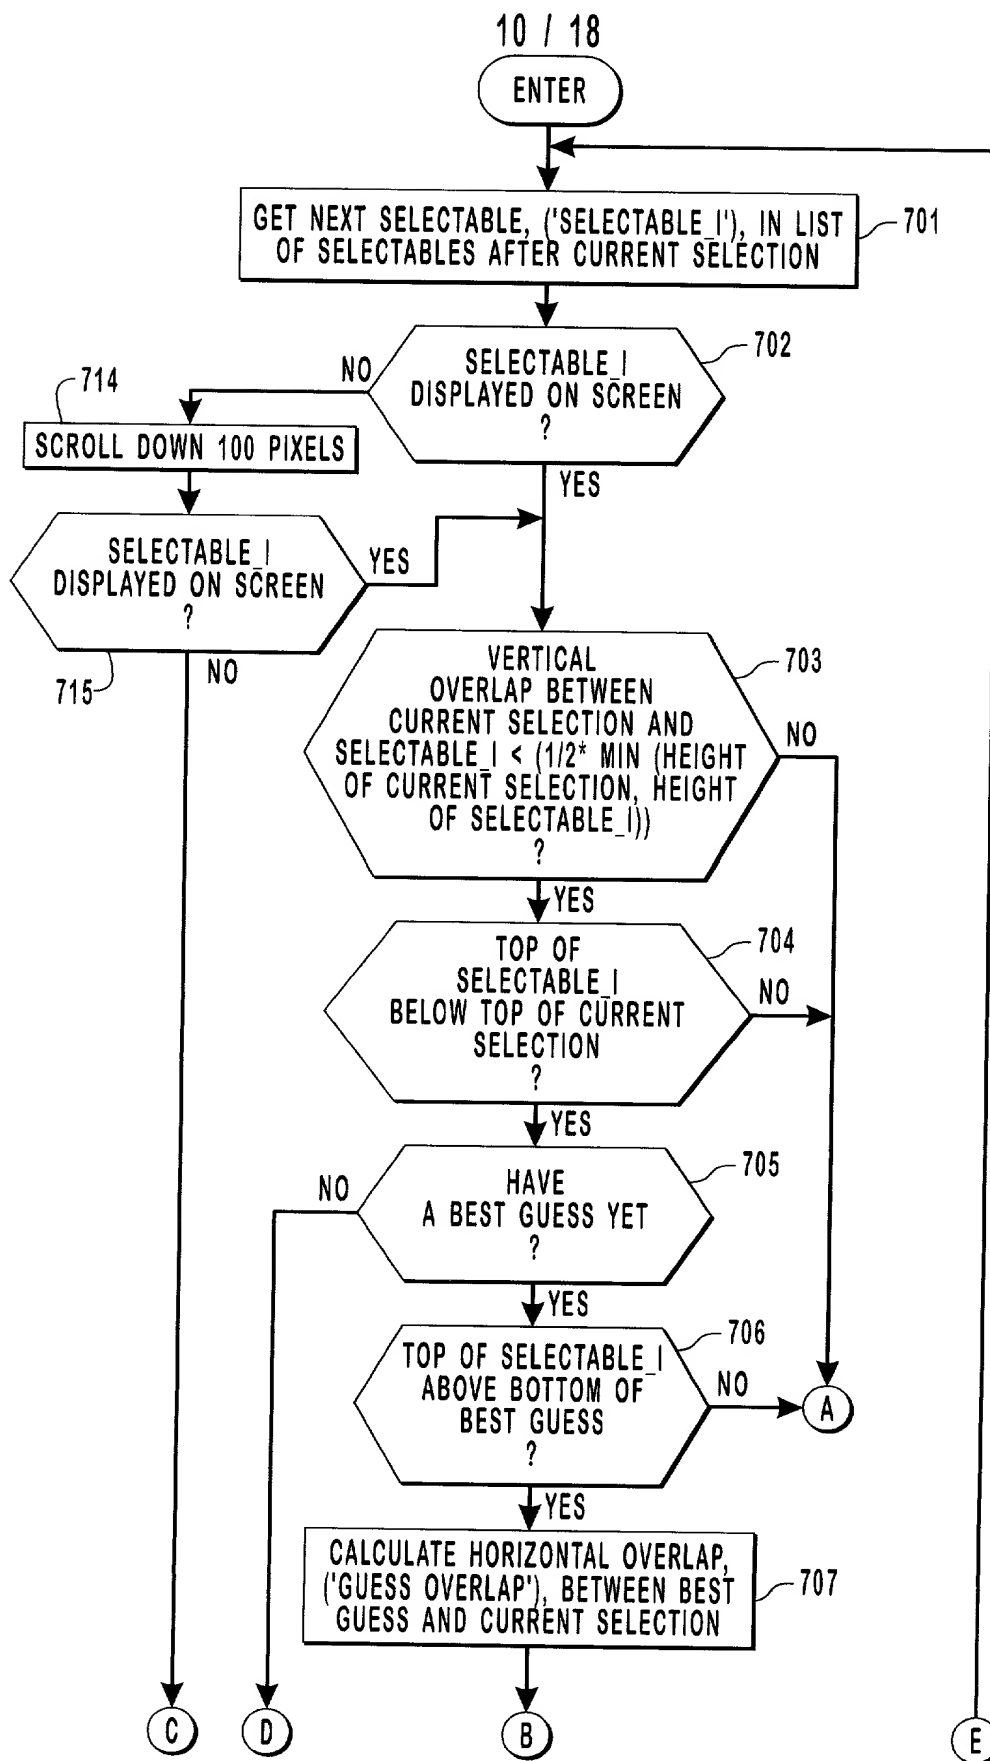 10 / 18
ENTER
GET NEXT SELECTABLE, ('SELECTABLE_I'), IN LIST
OF SELECTABLES AFTER CURRENT SELECTION
701
SELECTABLE_I
DISPLAYED ON SCREEN
?
702
NO
YES
714
SCROLL DOWN 100 PIXELS
SELECTABLE_I
DISPLAYED ON SCREEN
?
YES
NO
715
VERTICAL
OVERLAP BETWEEN
CURRENT SELECTION AND
SELECTABLE_I < (1/2* MIN (HEIGHT
OF CURRENT SELECTION, HEIGHT
OF SELECTABLE_I))
?
703
NO
YES
TOP OF
SELECTABLE_I
BELOW TOP OF CURRENT
SELECTION
?
704
NO
YES
HAVE
A BEST GUESS YET
?
705
NO
YES
TOP OF SELECTABLE_I
ABOVE BOTTOM OF
BEST GUESS
?
706
NO
A
YES
CALCULATE HORIZONTAL OVERLAP,
('GUESS OVERLAP'), BETWEEN BEST
GUESS AND CURRENT SELECTION
707
C
D
B
E